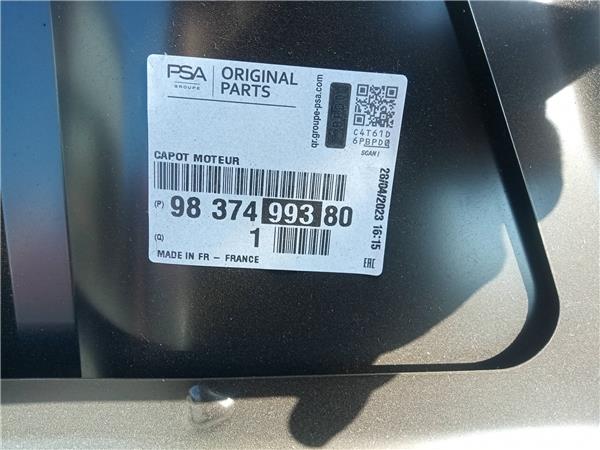 PSA
GROUPE
ORIGINAL
PARTS
qr.groupe-psa.com
C4T61D
6PBPD0
SCAN !
CAPOT MOTEUR
(P) 98 374 993 80
(Q) 1
MADE IN FR - FRANCE
28/04/2023 16:15
EAC